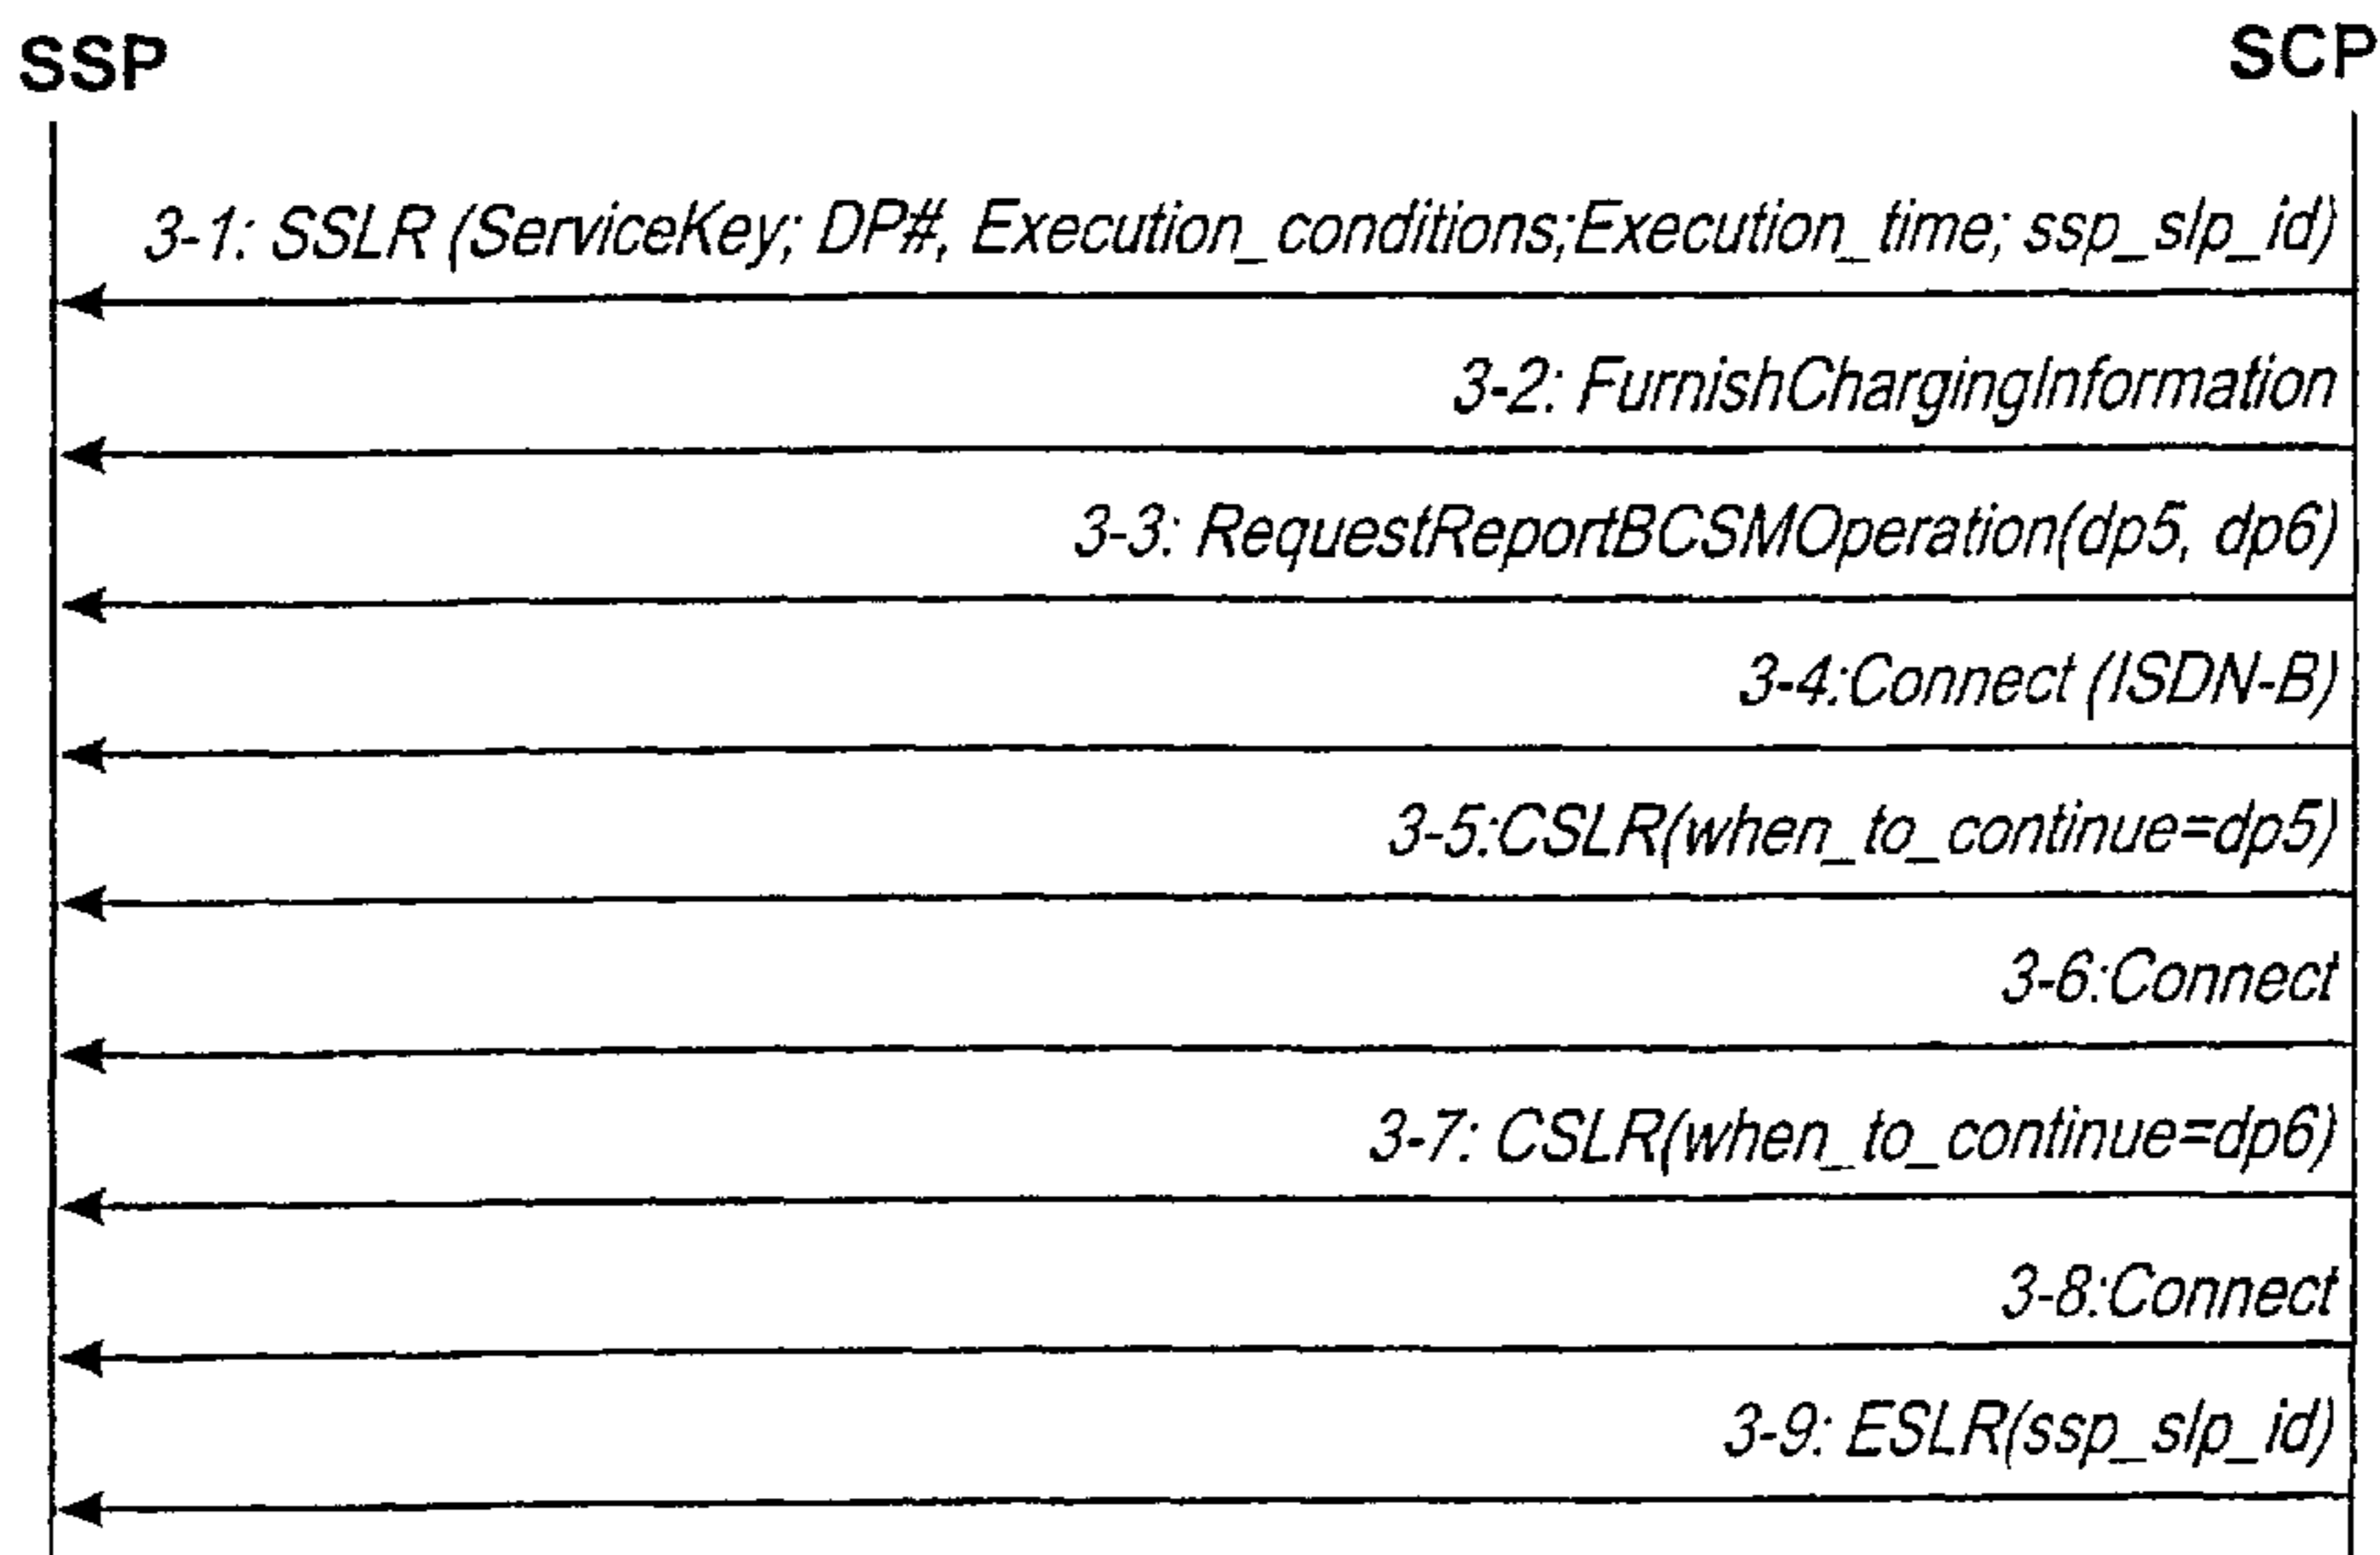 SSP
SCP
3-1: SSLR (ServiceKey; DP#, Execution_conditions;Execution_time; ssp_slp_id)
3-2: FurnishChargingInformation
3-3: RequestReportBCSMOperation(dp5, dp6)
3-4:Connect (ISDN-B)
3-5:CSLR(when_to_continue=dp5)
3-6:Connect
3-7: CSLR(when_to_continue=dp6)
3-8:Connect
3-9: ESLR(ssp_slp_id)